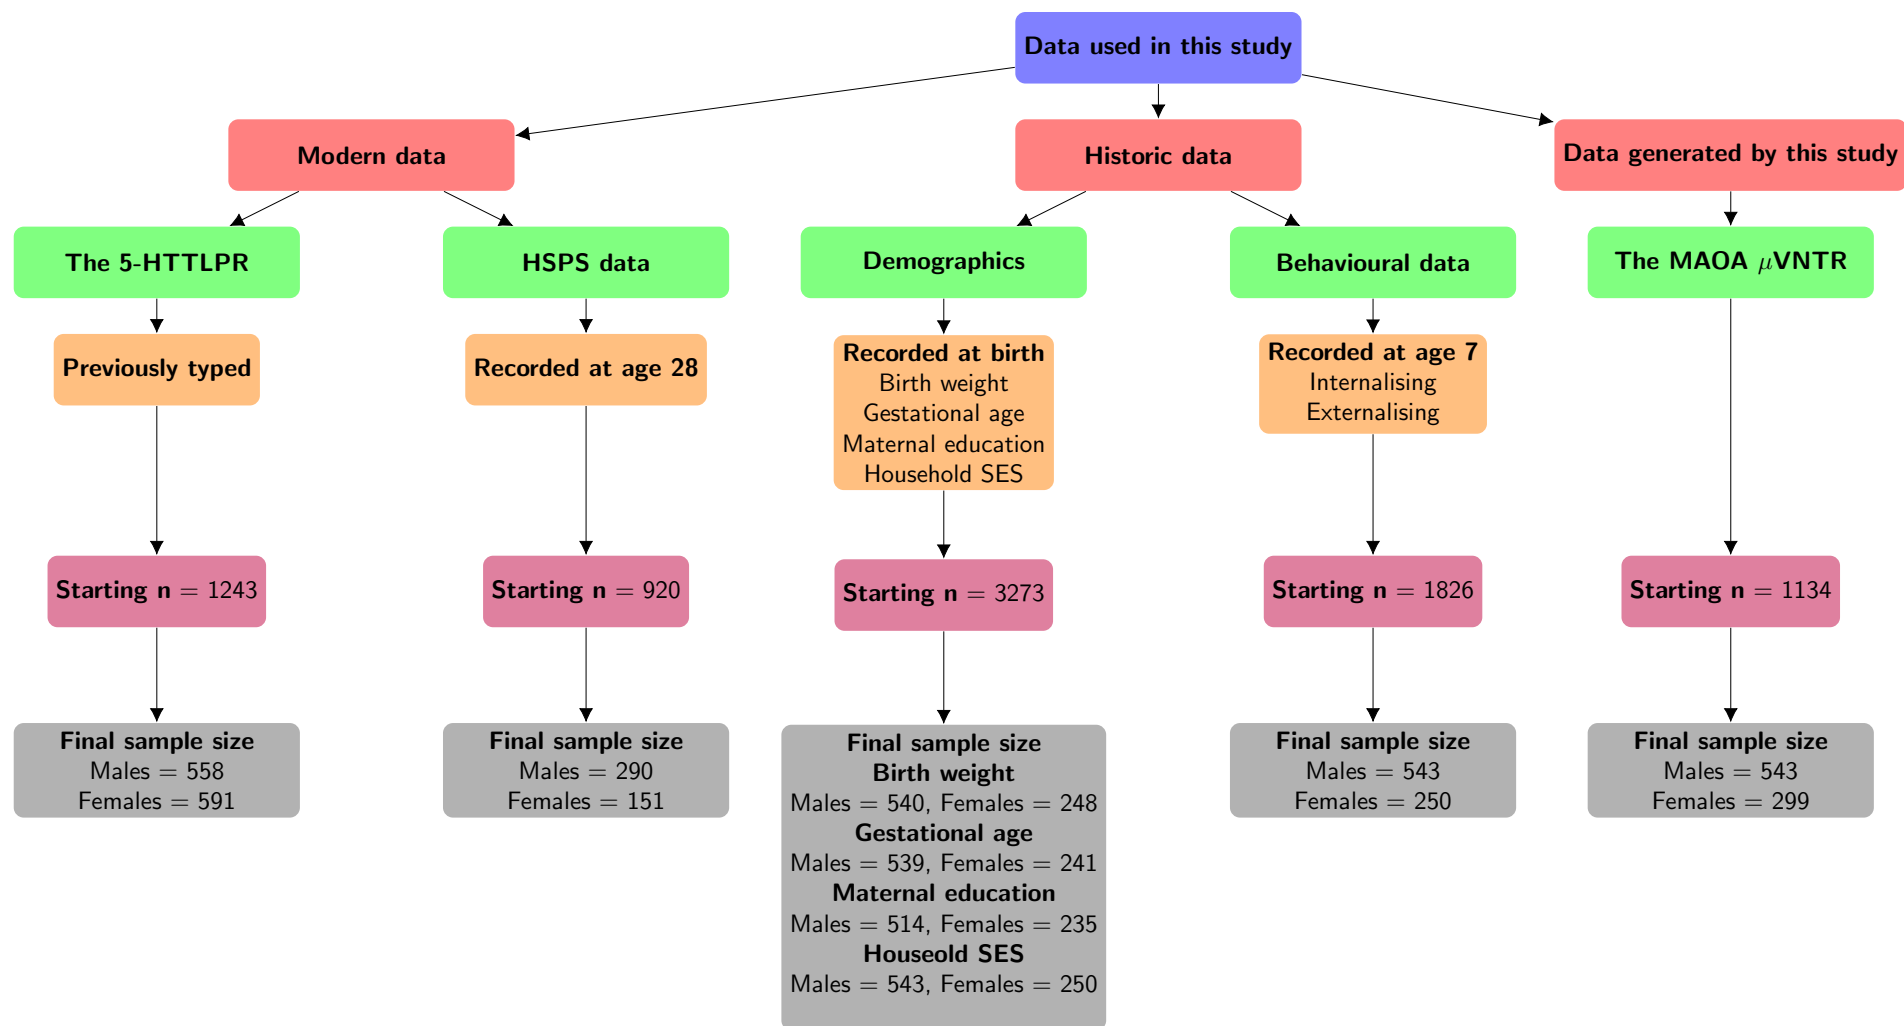 Data used in this study
Modern data
Historic data
Data generated by this study
The 5-HTTLPR
HSPS data
Demographics
Behavioural data
The MAOA μVNTR
Previously typed
Recorded at age 28
Recorded at birth
Birth weight
Gestational age
Maternal education
Household SES
Recorded at age 7
Internalising
Externalising
Starting n = 1243
Starting n = 920
Starting n = 3273
Starting n = 1826
Starting n = 1134
Final sample size
Males = 558
Females = 591
Final sample size
Males = 290
Females = 151
Final sample size
Birth weight
Males = 540, Females = 248
Gestational age
Males = 539, Females = 241
Maternal education
Males = 514, Females = 235
Houseold SES
Males = 543, Females = 250
Final sample size
Males = 543
Females = 250
Final sample size
Males = 543
Females = 299